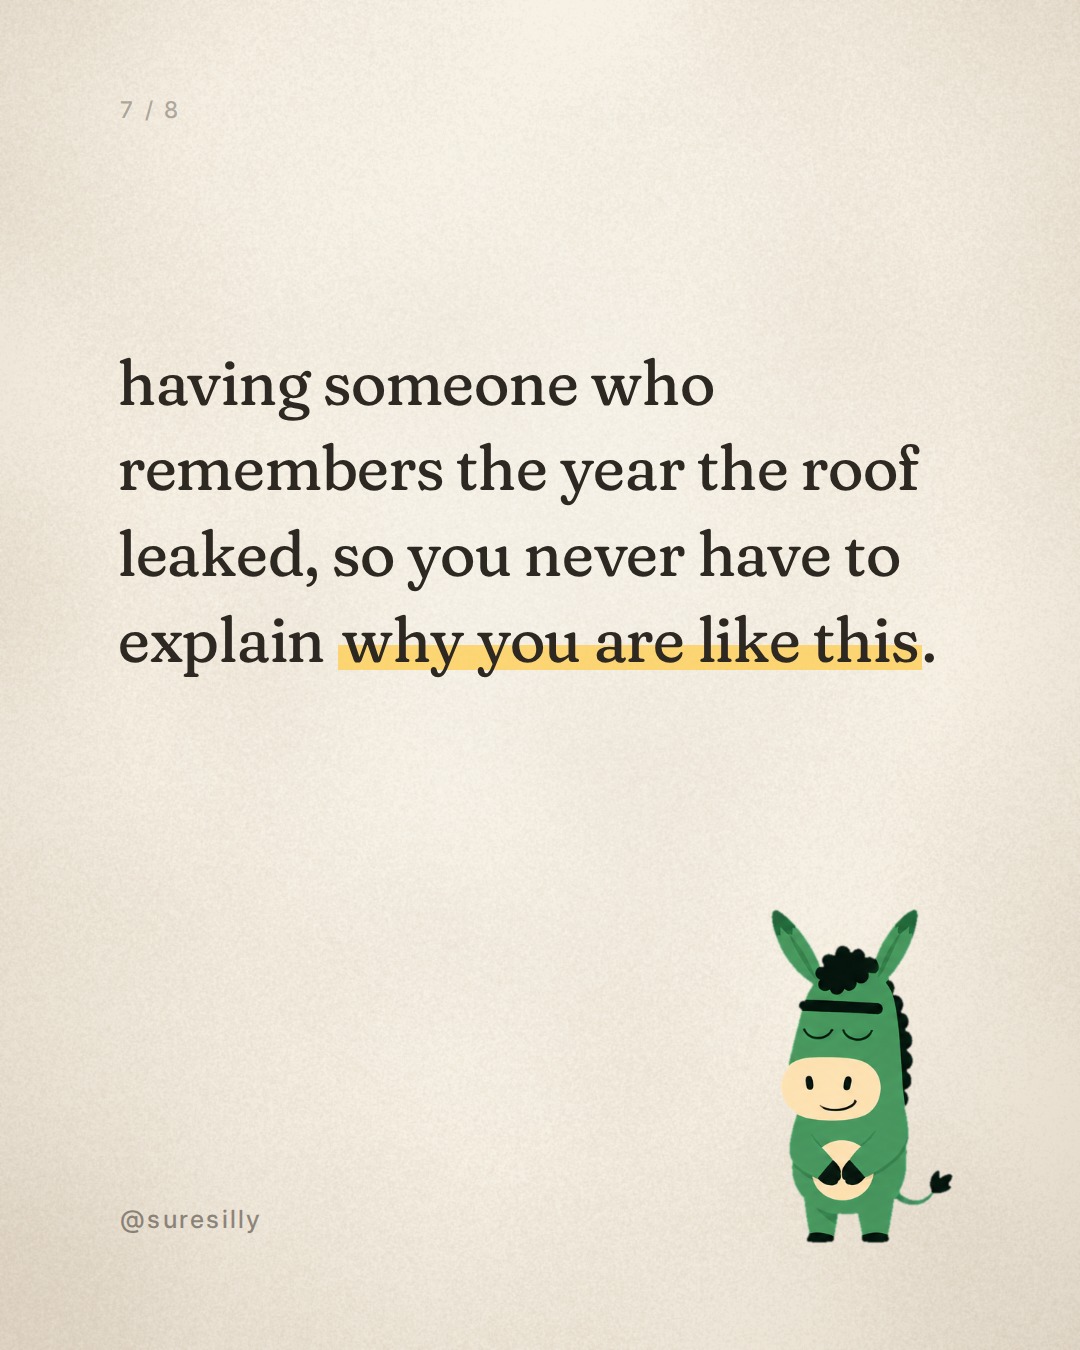 7 / 8
having someone who
remembers the year the roof
leaked, so you never have to
explain why you are like this.
@suresilly